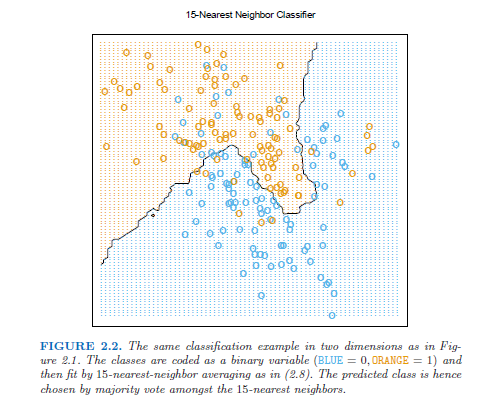 15-Nearest Neighbor Classifier
FIGURE 2.2. The same classification example in two dimensions as in Fig-
ure 2.1. The classes are coded as a binary variable (BLUE = 0, ORANGE = 1) and
then fit by 15-nearest-neighbor averaging as in (2.8). The predicted class is hence
chosen by majority vote amongst the 15-nearest neighbors.